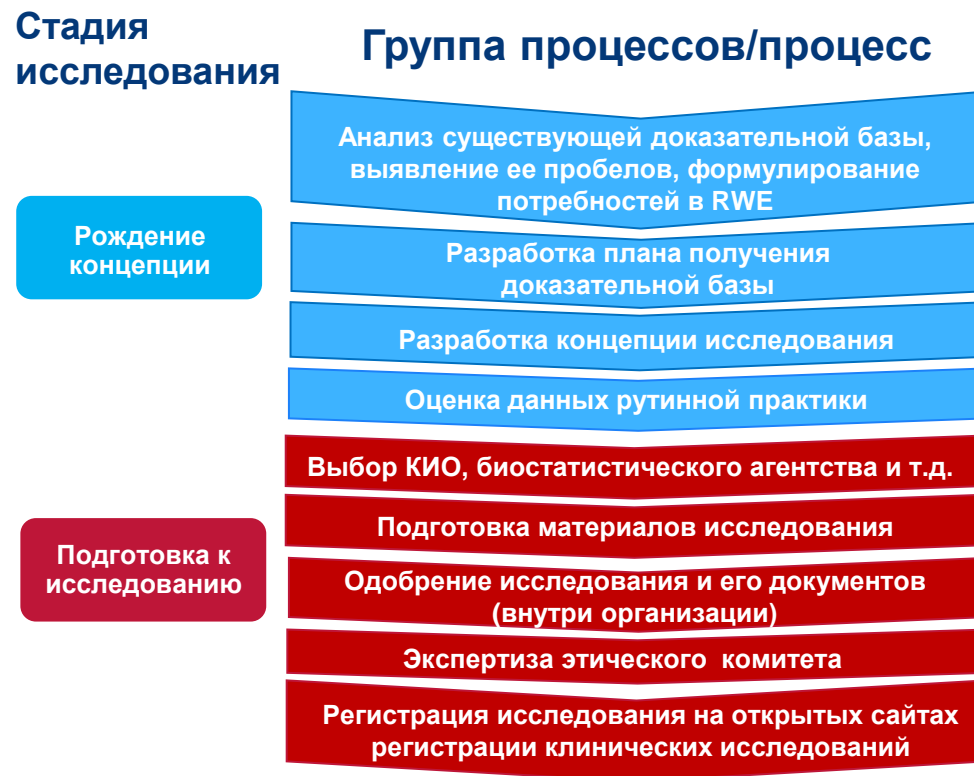 Стадия
исследования
Группа процессов/процесс
Анализ существующей доказательной базы,
выявление ее пробелов, формулирование
потребностей в RWE
Рождение
концепции
Разработка плана получения
доказательной базы
Разработка концепции исследования
Оценка данных рутинной практики
Выбор КИО, биостатистического агентства и т.д.
Подготовка материалов исследования
Подготовка к
исследованию
Одобрение исследования и его документов
(внутри организации)
Экспертиза этического комитета
Регистрация исследования на открытых сайтах
регистрации клинических исследований